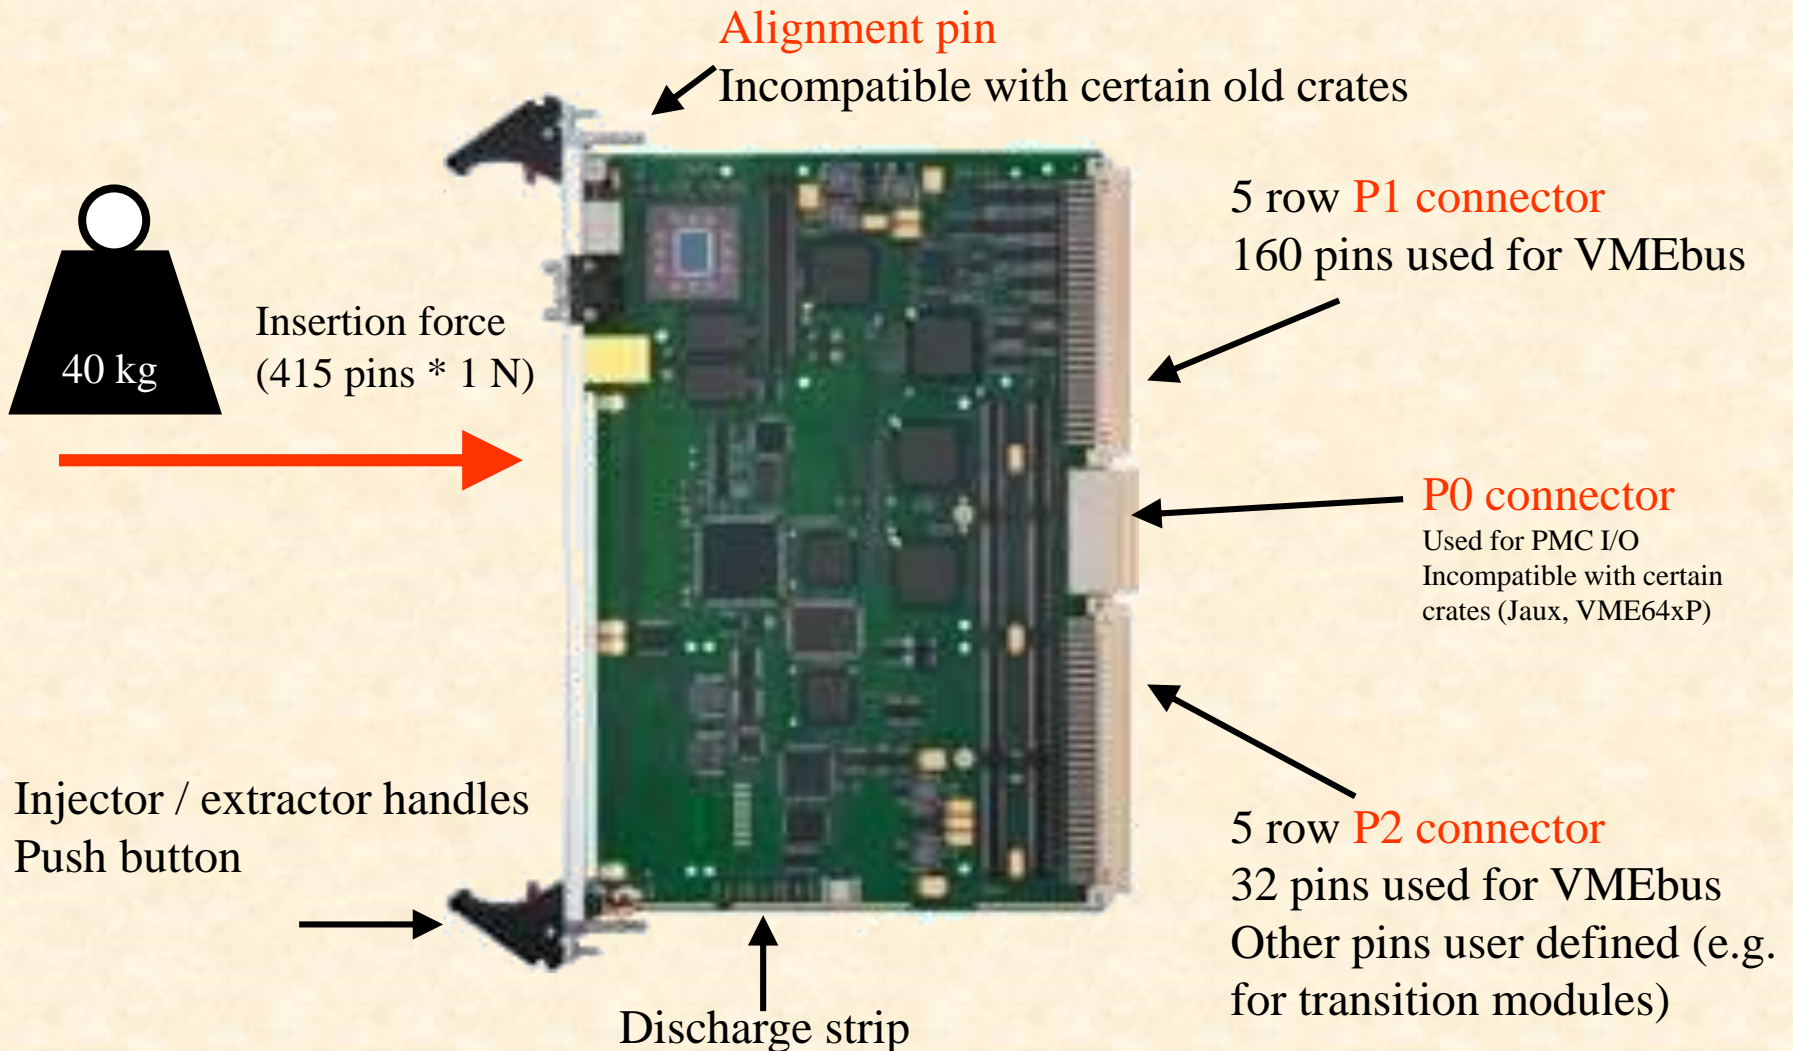 Alignment pin
Incompatible with certain old crates
5 row P1 connector
160 pins used for VMEbus
40 kg
Insertion force
(415 pins * 1 N)
P0 connector
Used for PMC I/O
Incompatible with certain
crates (Jaux, VME64xP)
Injector / extractor handles
Push button
5 row P2 connector
32 pins used for VMEbus
Other pins user defined (e.g.
for transition modules)
Discharge strip